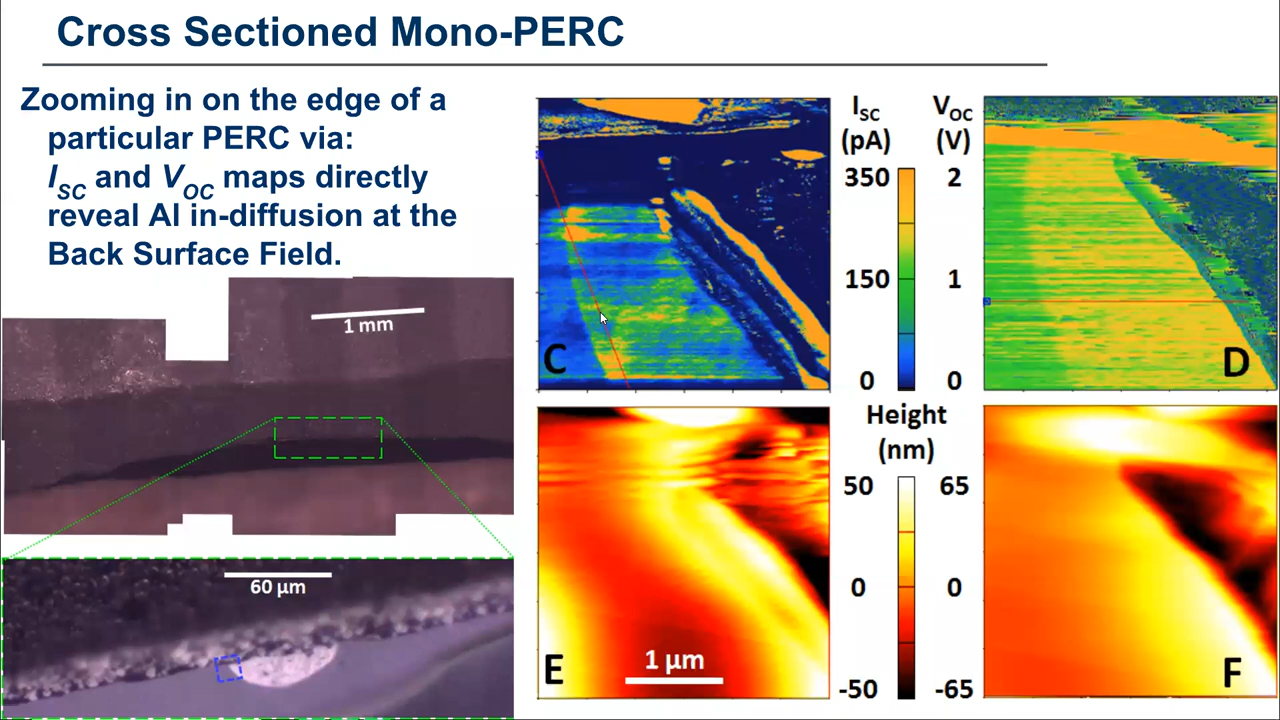 Cross Sectioned Mono-PERC
Zooming in on the edge of a
particular PERC via:
ISC and VOC maps directly
reveal Al in-diffusion at the
Back Surface Field.
1 mm
60 μm
ISC
(pA)
350
150
0
VOC
(V)
2
1
0
C
D
Height
(nm)
50
0
-50
65
0
-65
E
1 μm
F